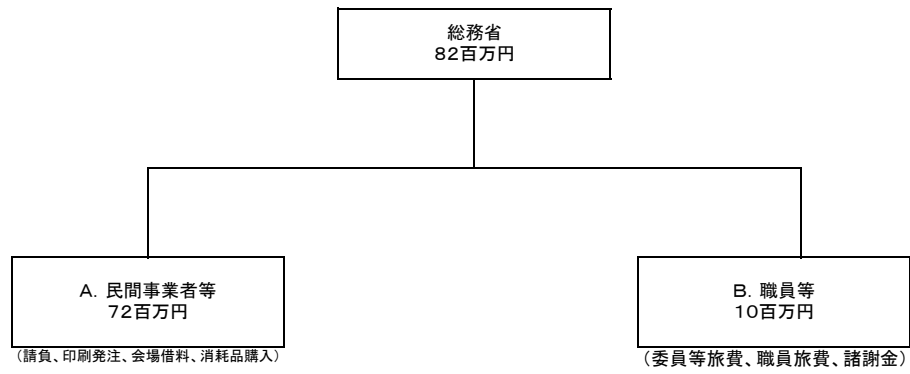 総務省
82百万円
A. 民間事業者等
72百万円
(請負、印刷発注、会場借料、消耗品購入)
B. 職員等
10百万円
(委員等旅費、職員旅費、諸謝金)